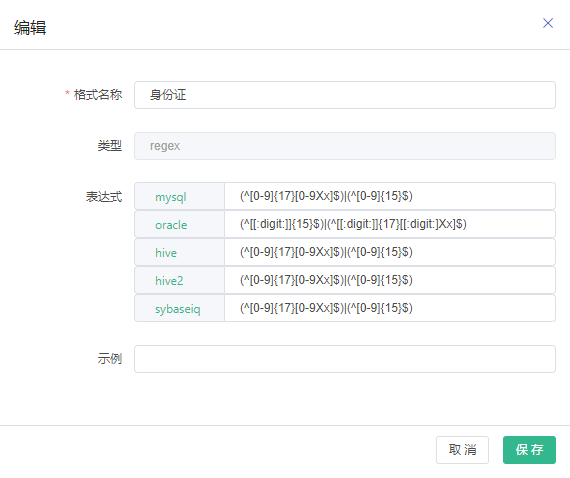 编辑
* 格式名称 身份证
类型 regex
表达式 mysql (^[0-9]{17}[0-9Xx]$)|(^[0-9]{15}$)
oracle (^[[:digit:]]{15}$)|(^[[:digit:]]{17}[[:digit:]Xx]$)
hive (^[0-9]{17}[0-9Xx]$)|(^[0-9]{15}$)
hive2 (^[0-9]{17}[0-9Xx]$)|(^[0-9]{15}$)
sybaseiq (^[0-9]{17}[0-9Xx]$)|(^[0-9]{15}$)
示例
取消 保存